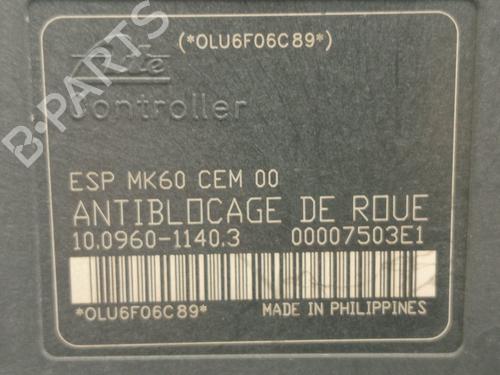 (*OLU6F06C89*)
Ate
Controller
B-PARTS
ESP MK60 CEM 00
ANTIBLOCAGE DE ROUE
10.0960-1140.3 00007503E1
*OLU6F06C89* MADE IN PHILIPPINES